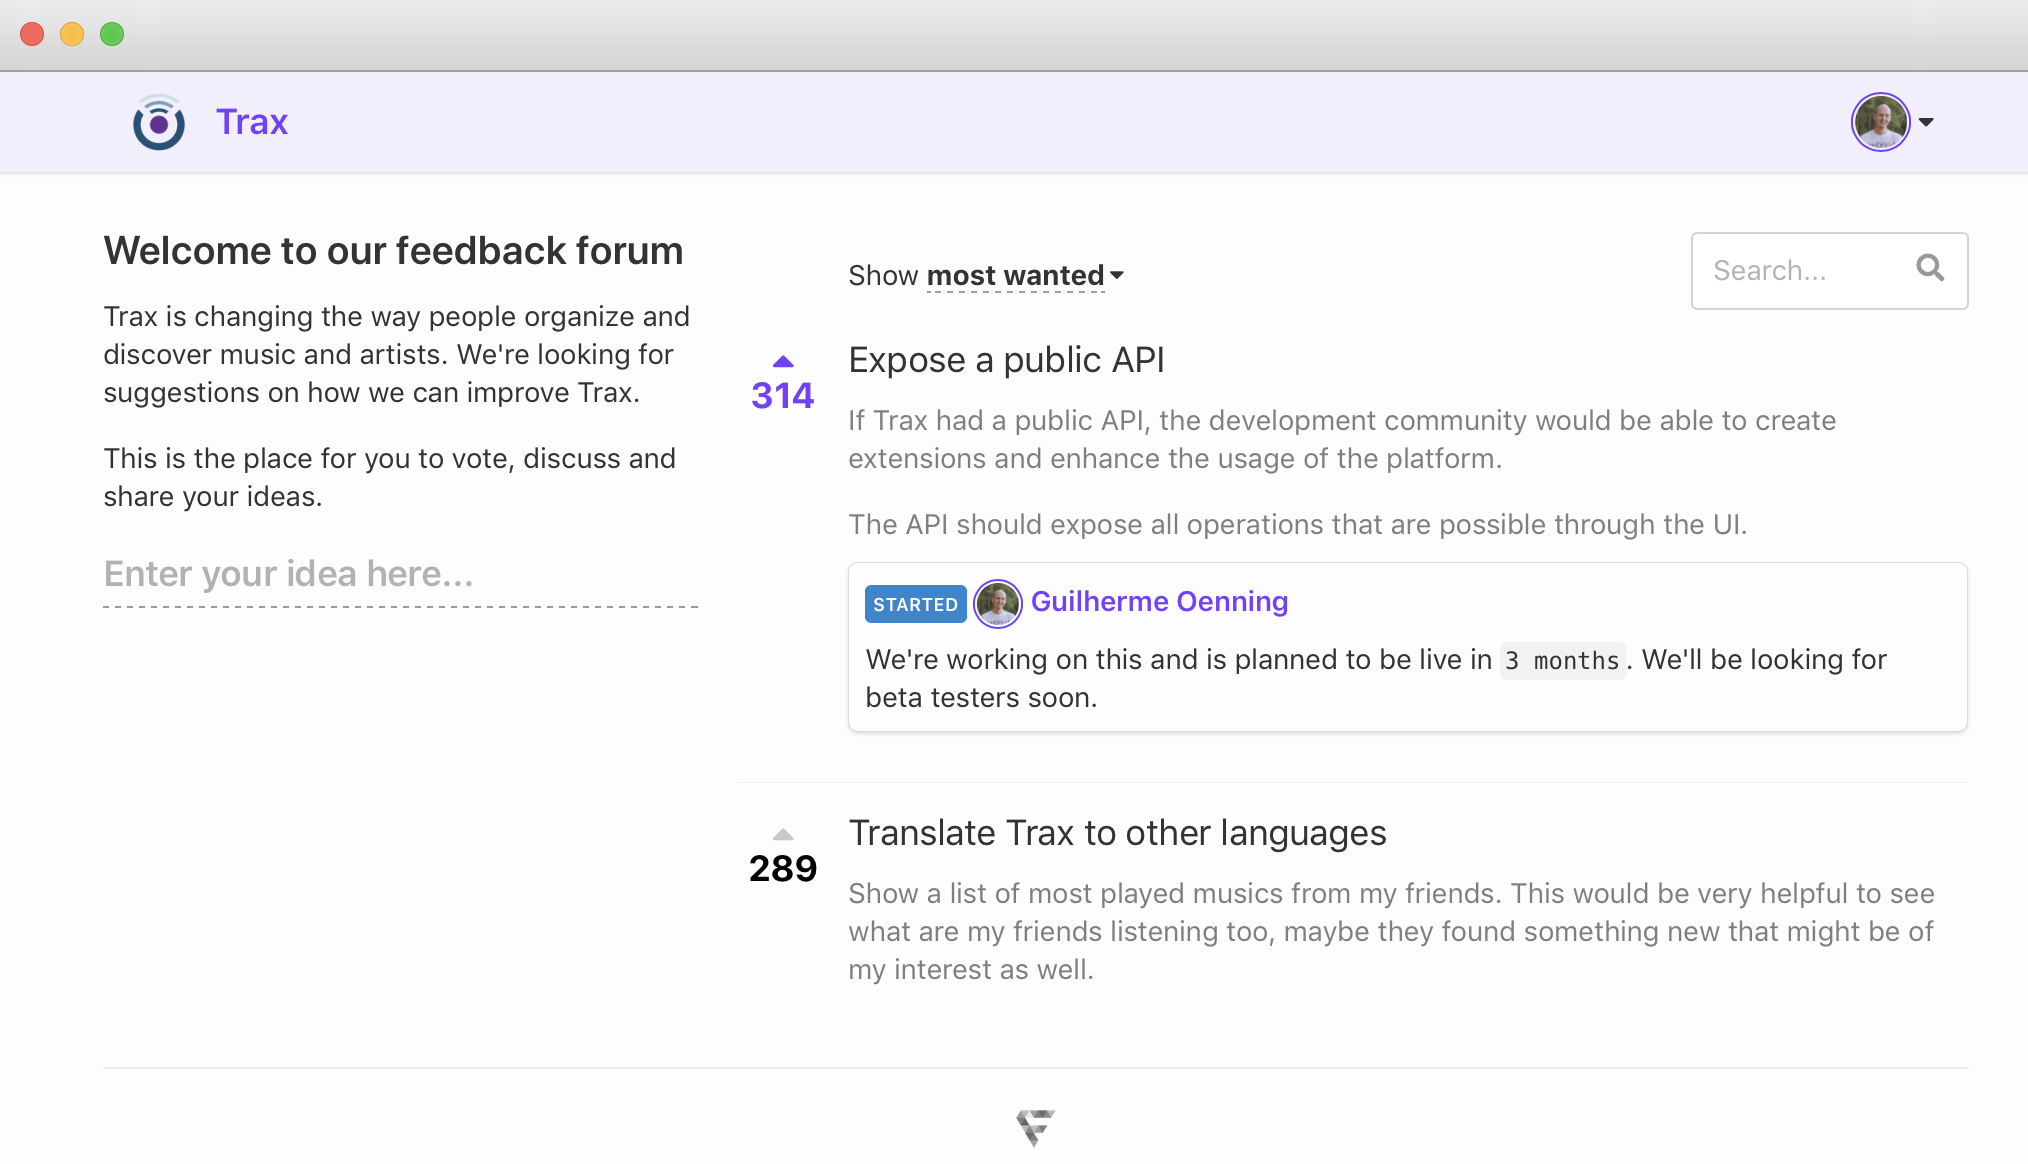 Trax
Welcome to our feedback forum
Trax is changing the way people organize and
discover music and artists. We're looking for
suggestions on how we can improve Trax.
This is the place for you to vote, discuss and
share your ideas.
Enter your idea here...
Show most wanted
Search...
314
Expose a public API
If Trax had a public API, the development community would be able to create
extensions and enhance the usage of the platform.
The API should expose all operations that are possible through the UI.
STARTED Guilherme Oenning
We're working on this and is planned to be live in 3 months. We'll be looking for
beta testers soon.
289
Translate Trax to other languages
Show a list of most played musics from my friends. This would be very helpful to see
what are my friends listening too, maybe they found something new that might be of
my interest as well.